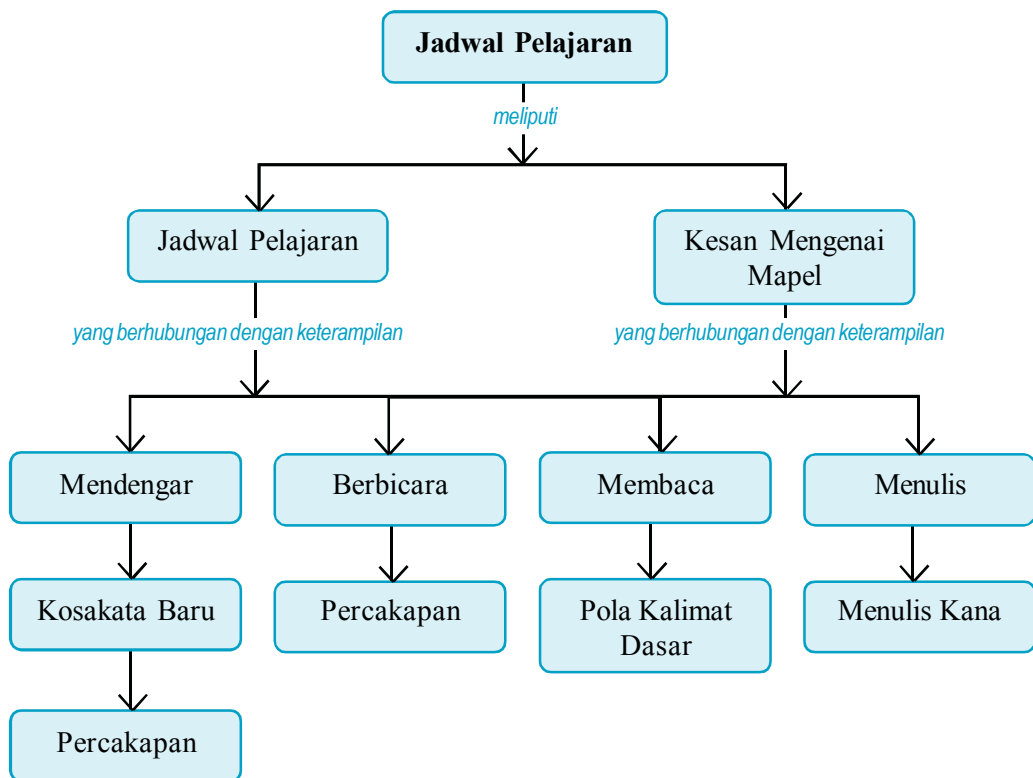 Jadwal Pelajaran
meliputi
Jadwal Pelajaran
Kesan Mengenai
Mapel
yang berhubungan dengan keterampilan
yang berhubungan dengan keterampilan
Mendengar
Berbicara
Membaca
Menulis
Kosakata Baru
Percakapan
Pola Kalimat
Dasar
Menulis Kana
Percakapan